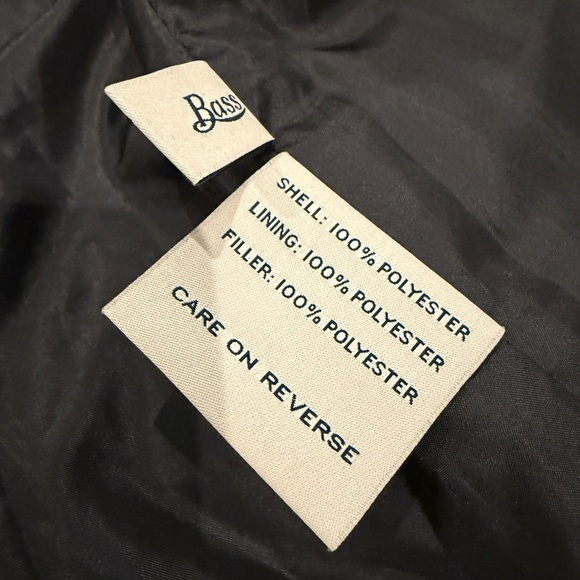 Bass
SHELL: 100% POLYESTER
LINING: 100% POLYESTER
FILLER: 100% POLYESTER
CARE ON REVERSE